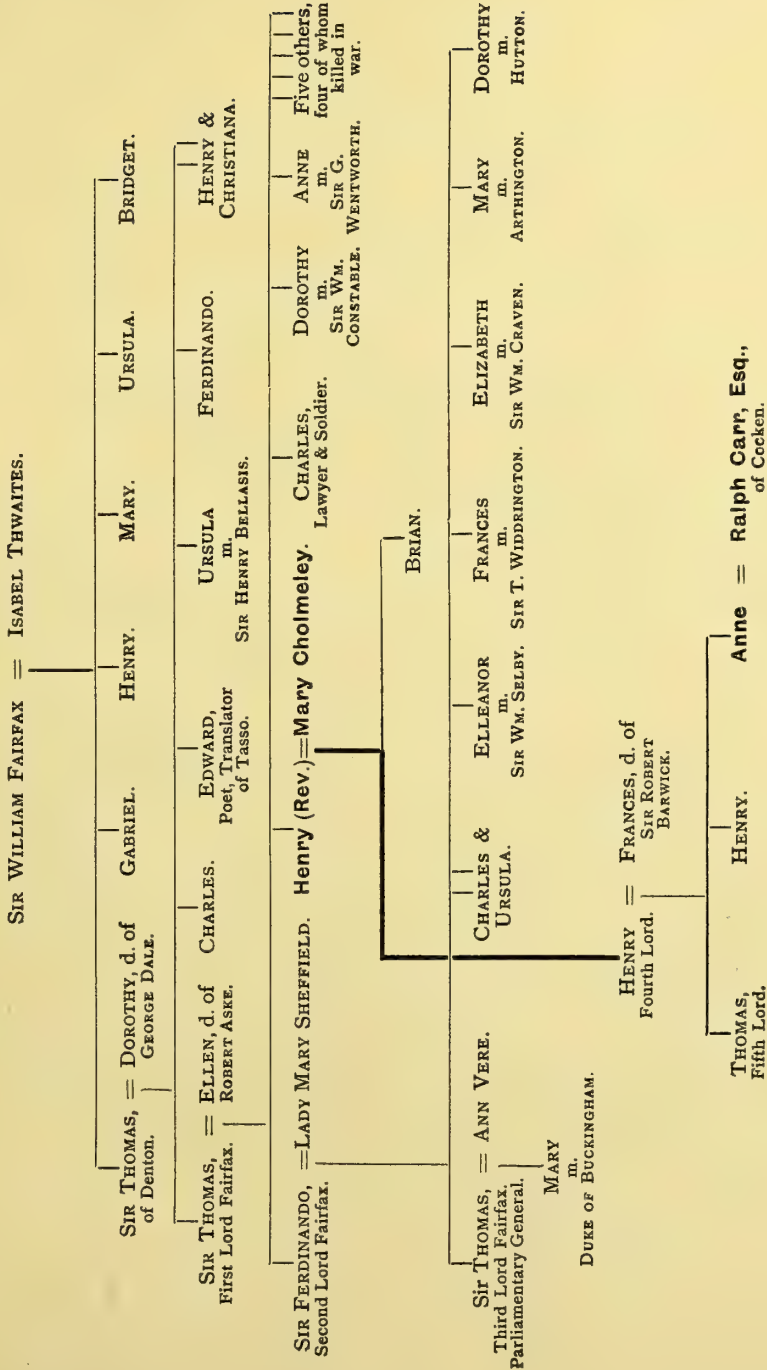 SIR WILLIAM FAIRFAX = ISABEL THWAITES.
SIR THOMAS, = DOROTHY, d. of
of Denton. GEORGE DALE.
GABRIEL.
HENRY.
MARY.
URSULA.
BRIDGET.
SIR THOMAS, = ELLEN, d. of
First Lord Fairfax. ROBERT ASKE.
CHARLES.
EDWARD,
Poet, Translator
of Tasso.
URSULA
m.
SIR HENRY BELLASIS.
FERDINANDO.
HENRY &
CHRISTIANA.
SIR FERDINANDO, =LADY MARY SHEFFIELD.
Second Lord Fairfax.
Henry (Rev.)=Mary Cholmeley.
CHARLES,
Lawyer & Soldier.
DOROTHY
m.
SIR WM.
CONSTABLE.
ANNE
m.
SIR G.
WENTWORTH.
Five others,
four of whom
killed in
war.
BRIAN.
Sir THOMAS, = ANN VERE.
Third Lord Fairfax.
Parliamentary General.
MARY
m.
DUKE OF BUCKINGHAM.
CHARLES &
URSULA.
ELLEANOR
m.
SIR WM. SELBY.
FRANCES
m.
SIR T. WIDDRINGTON.
ELIZABETH
m.
SIR WM. CRAVEN.
MARY
m.
ARTHINGTON.
DOROTHY
m.
HUTTON.
HENRY = FRANCES, d. of
Fourth Lord. SIR ROBERT
BARWICK.
THOMAS,
Fifth Lord.
HENRY.
Anne = Ralph Carr, Esq.,
of Cocken.